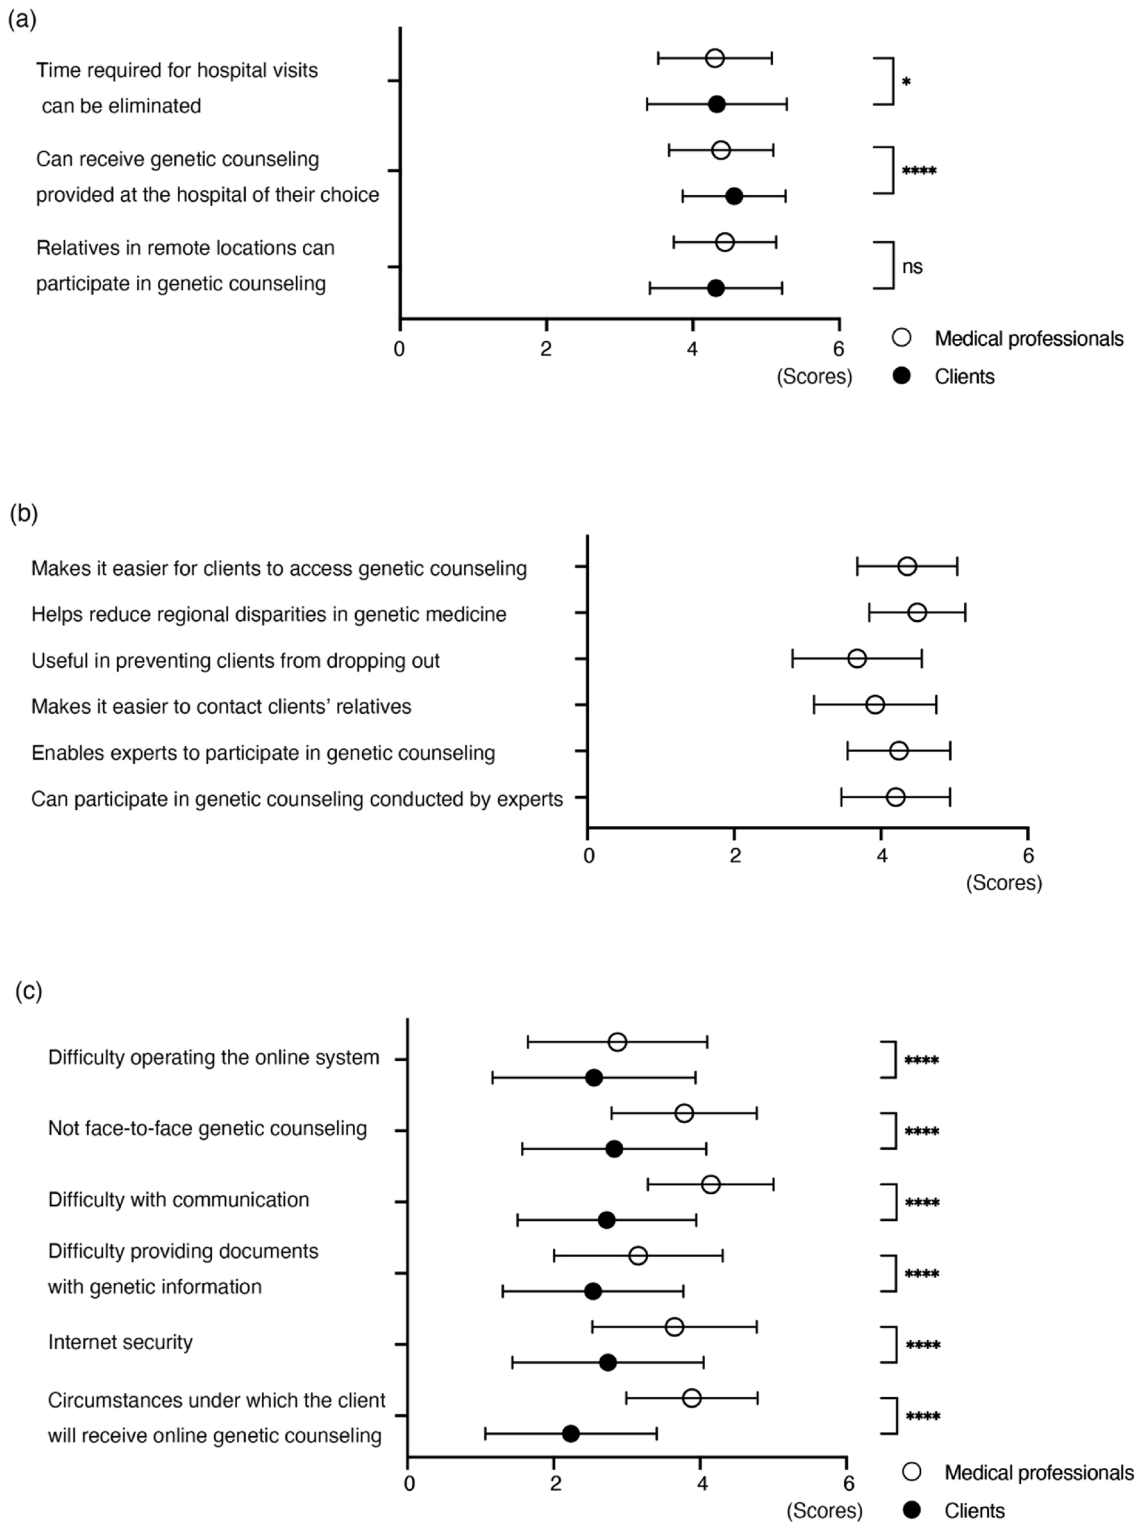 (a)
Time required for hospital visits
can be eliminated
*
Can receive genetic counseling
provided at the hospital of their choice
****
Relatives in remote locations can
participate in genetic counseling
ns
0 2 4 6
(Scores)
Medical professionals
Clients
(b)
Makes it easier for clients to access genetic counseling
Helps reduce regional disparities in genetic medicine
Useful in preventing clients from dropping out
Makes it easier to contact clients’ relatives
Enables experts to participate in genetic counseling
Can participate in genetic counseling conducted by experts
0 2 4 6
(Scores)
(c)
Difficulty operating the online system
****
Not face-to-face genetic counseling
****
Difficulty with communication
****
Difficulty providing documents
with genetic information
****
Internet security
****
Circumstances under which the client
will receive online genetic counseling
****
0 2 4 6
(Scores)
Medical professionals
Clients